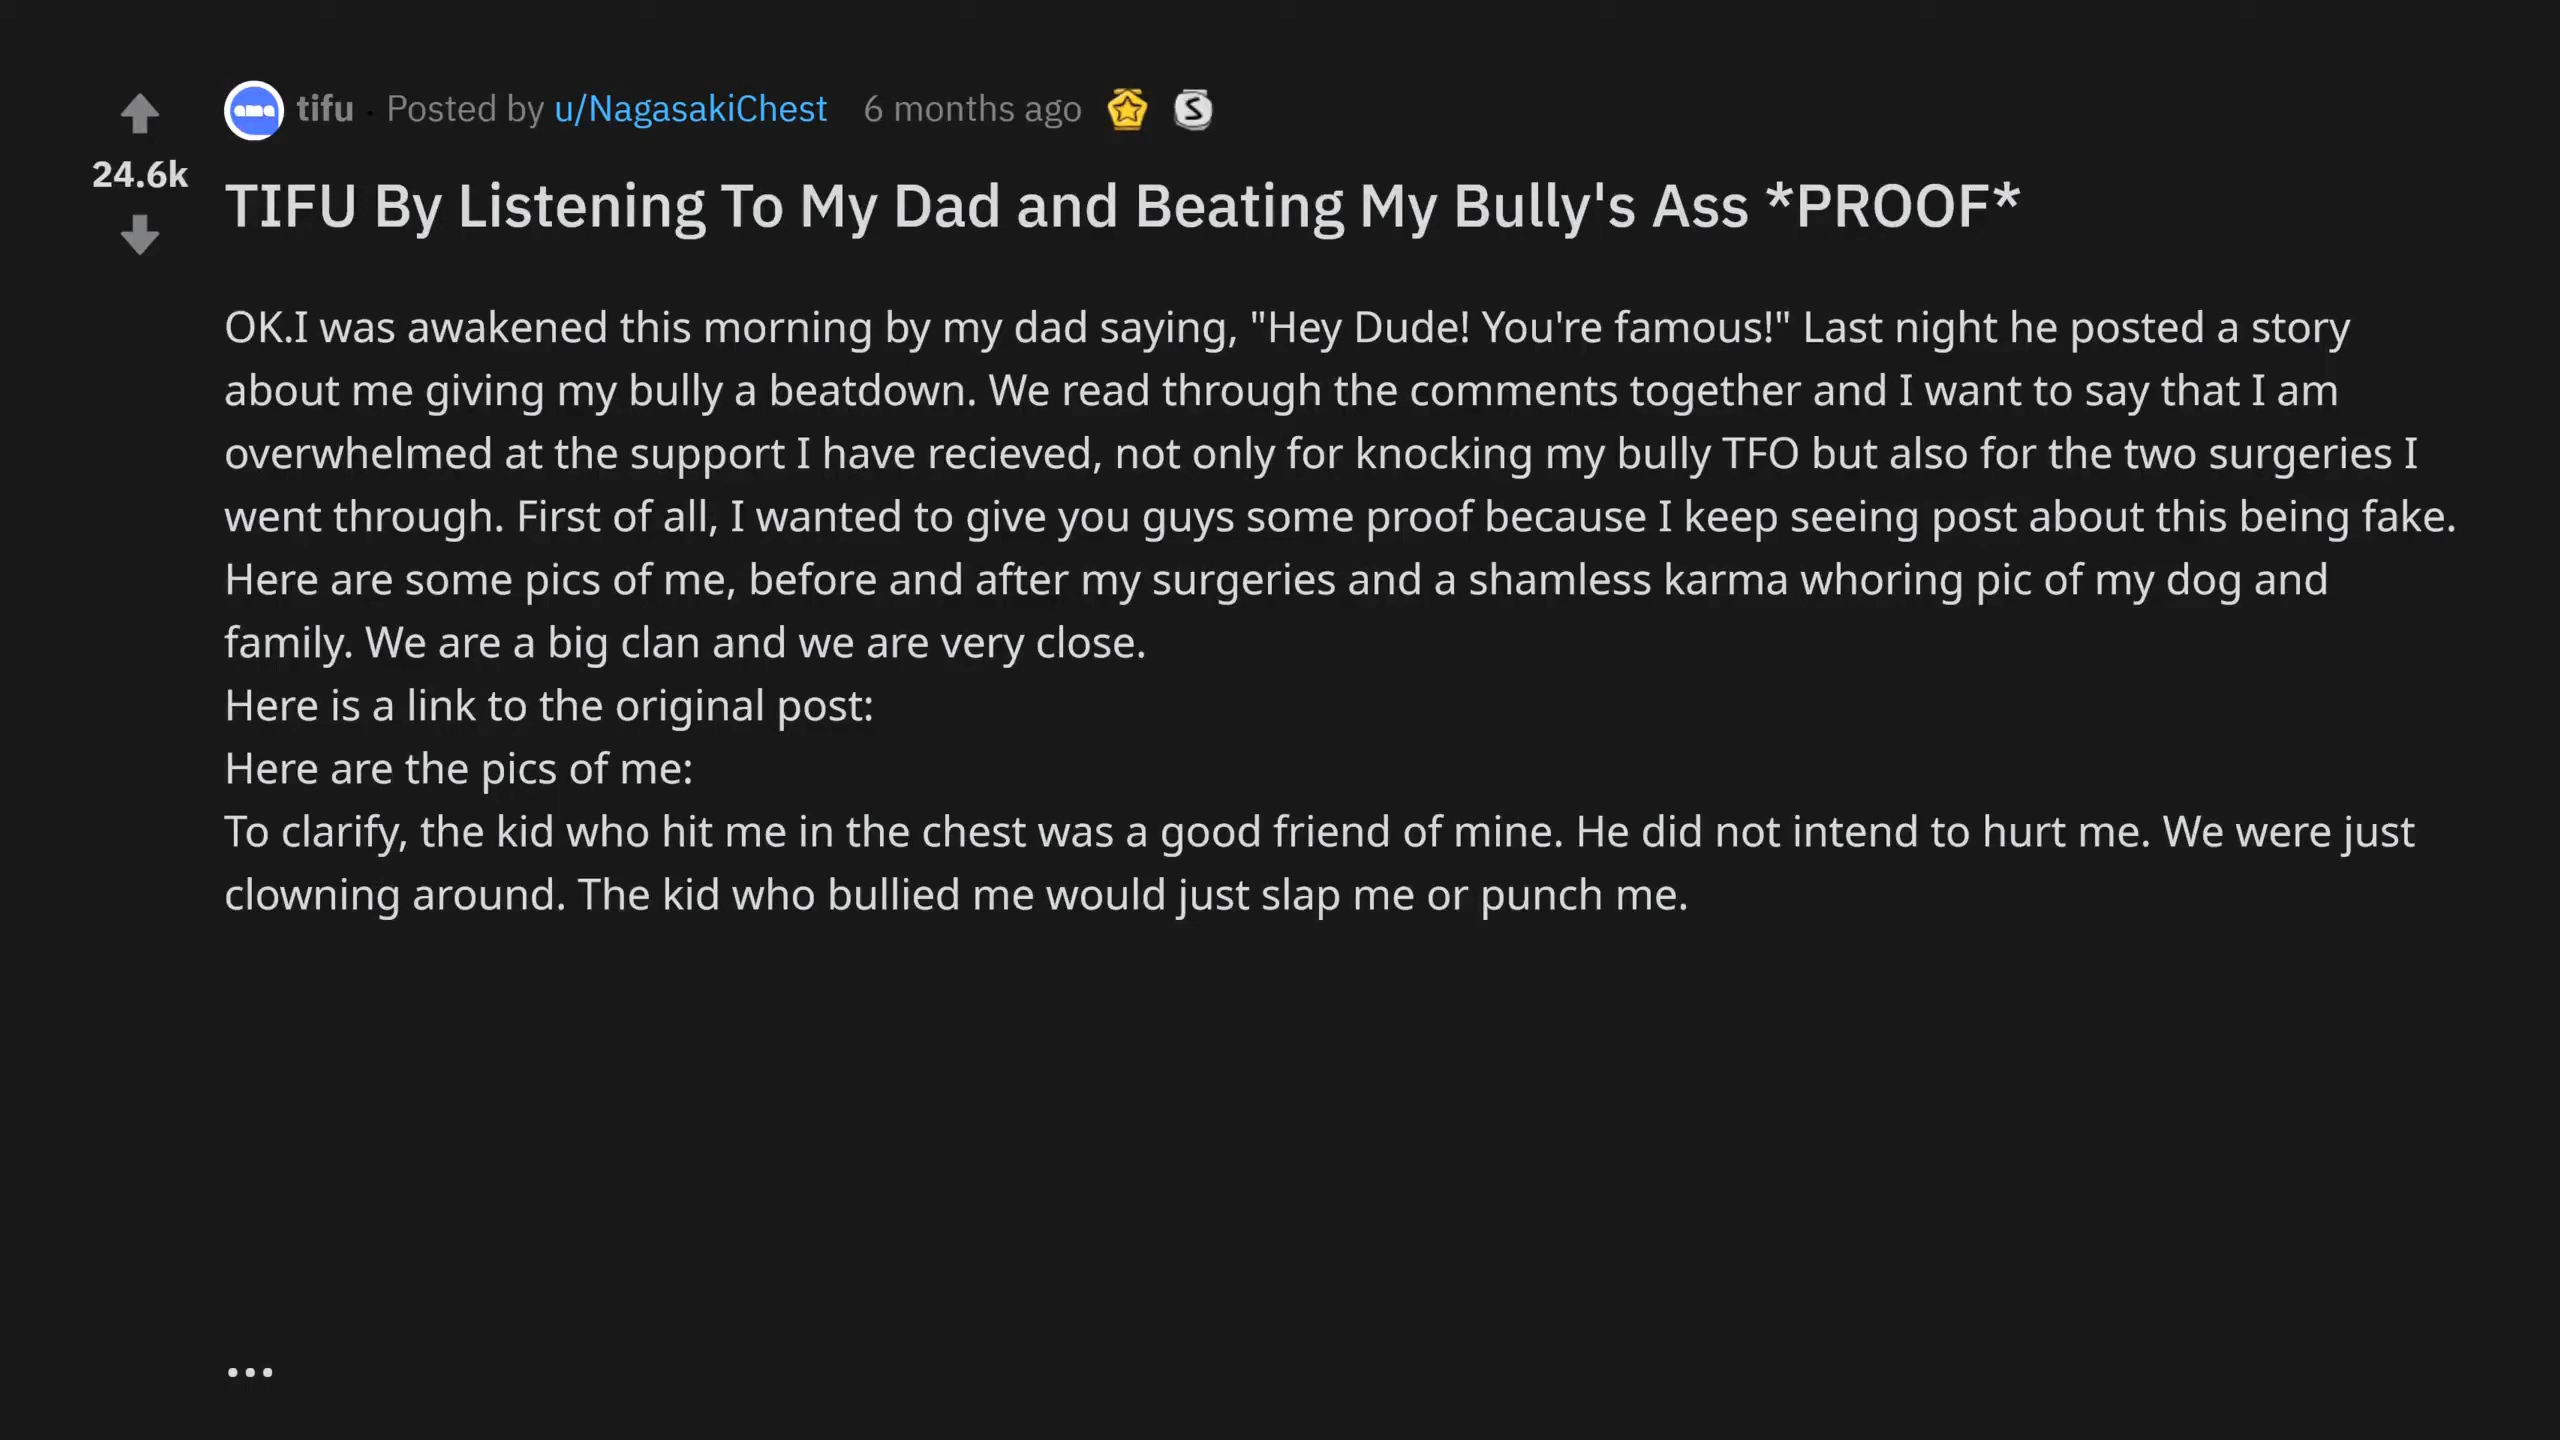 ama tifu · Posted by u/NagasakiChest 6 months ago S
24.6k
TIFU By Listening To My Dad and Beating My Bully's Ass *PROOF*
OK.I was awakened this morning by my dad saying, "Hey Dude! You're famous!" Last night he posted a story
about me giving my bully a beatdown. We read through the comments together and I want to say that I am
overwhelmed at the support I have recieved, not only for knocking my bully TFO but also for the two surgeries I
went through. First of all, I wanted to give you guys some proof because I keep seeing post about this being fake.
Here are some pics of me, before and after my surgeries and a shamless karma whoring pic of my dog and
family. We are a big clan and we are very close.
Here is a link to the original post:
Here are the pics of me:
To clarify, the kid who hit me in the chest was a good friend of mine. He did not intend to hurt me. We were just
clowning around. The kid who bullied me would just slap me or punch me.
...